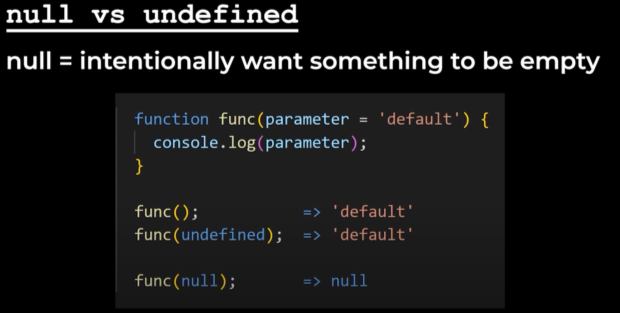 null vs undefined
null = intentionally want something to be empty
function func(parameter = 'default') {
console.log(parameter);
}
func(); => 'default'
func(undefined); => 'default'
func(null); => null